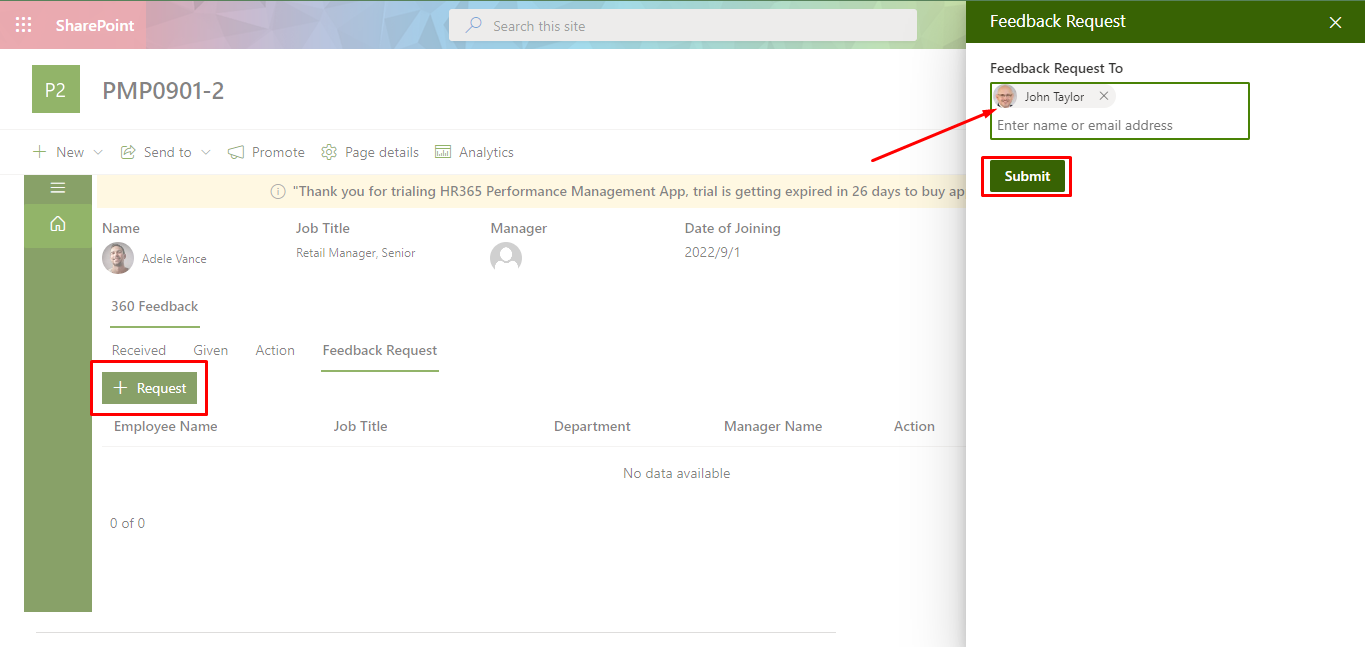 SharePoint
Search this site
P2
PMP0901-2
New
Send to
Promote
Page details
Analytics
"Thank you for trialing HR365 Performance Management App, trial is getting expired in 26 days to buy ap
Name
Job Title
Manager
Date of Joining
Adele Vance
Retail Manager, Senior
2022/9/1
360 Feedback
Received
Given
Action
Feedback Request
Request
Employee Name
Job Title
Department
Manager Name
Action
No data available
0 of 0
Feedback Request
Feedback Request To
John Taylor
Enter name or email address
Submit